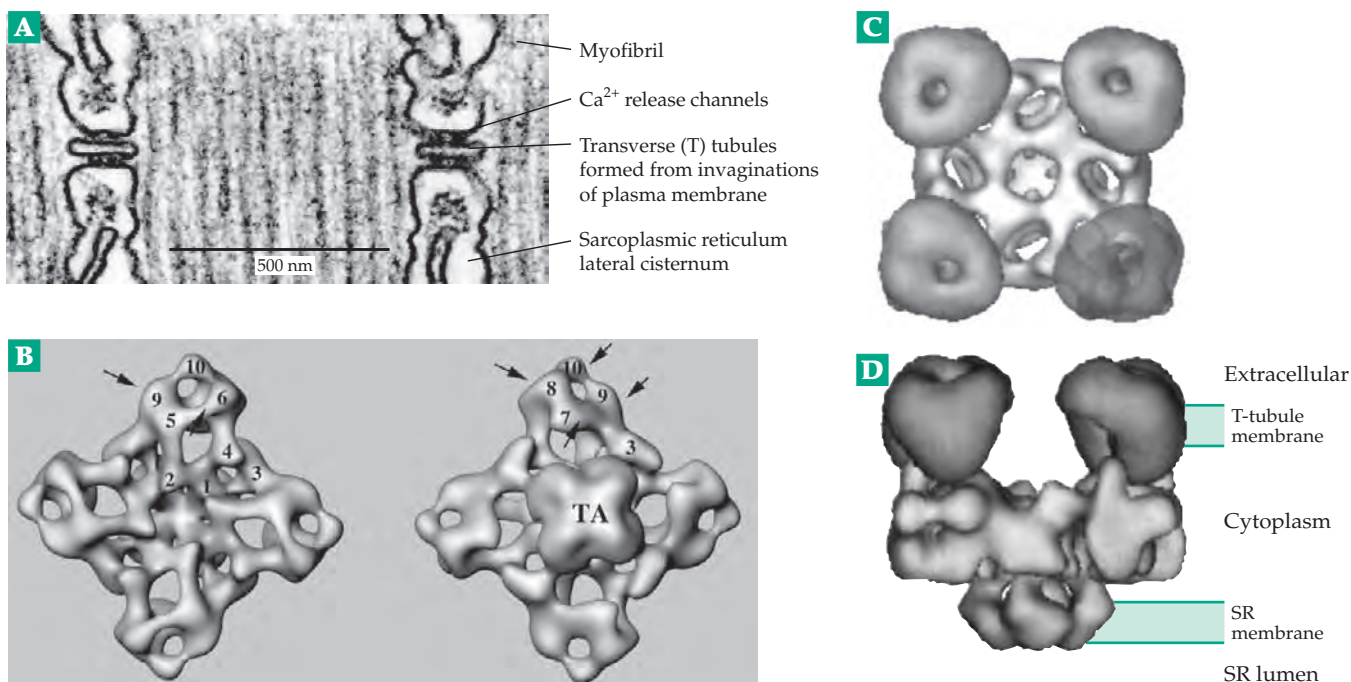 A
Myofibril
Ca2+ release channels
Transverse (T) tubules
formed from invaginations
of plasma membrane
Sarcoplasmic reticulum
lateral cisternum
500 nm
B
10
9
6
5
4
2
1
3
10
8
9
7
3
TA
C
D
Extracellular
T-tubule
membrane
Cytoplasm
SR
membrane
SR lumen